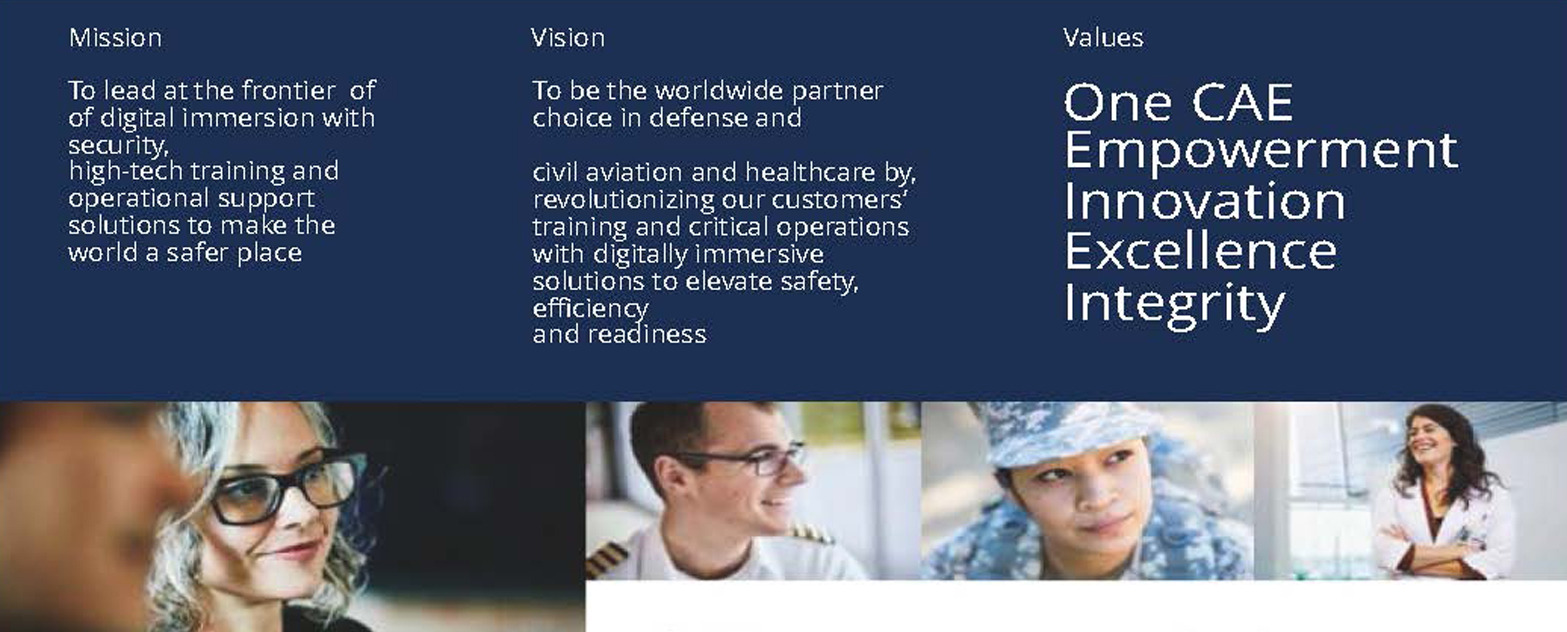 Mission
To lead at the frontier of
of digital immersion with
security,
high-tech training and
operational support
solutions to make the
world a safer place
Vision
To be the worldwide partner
choice in defense and
civil aviation and healthcare by,
revolutionizing our customers’
training and critical operations
with digitally immersive
solutions to elevate safety,
efficiency
and readiness
Values
One CAE
Empowerment
Innovation
Excellence
Integrity